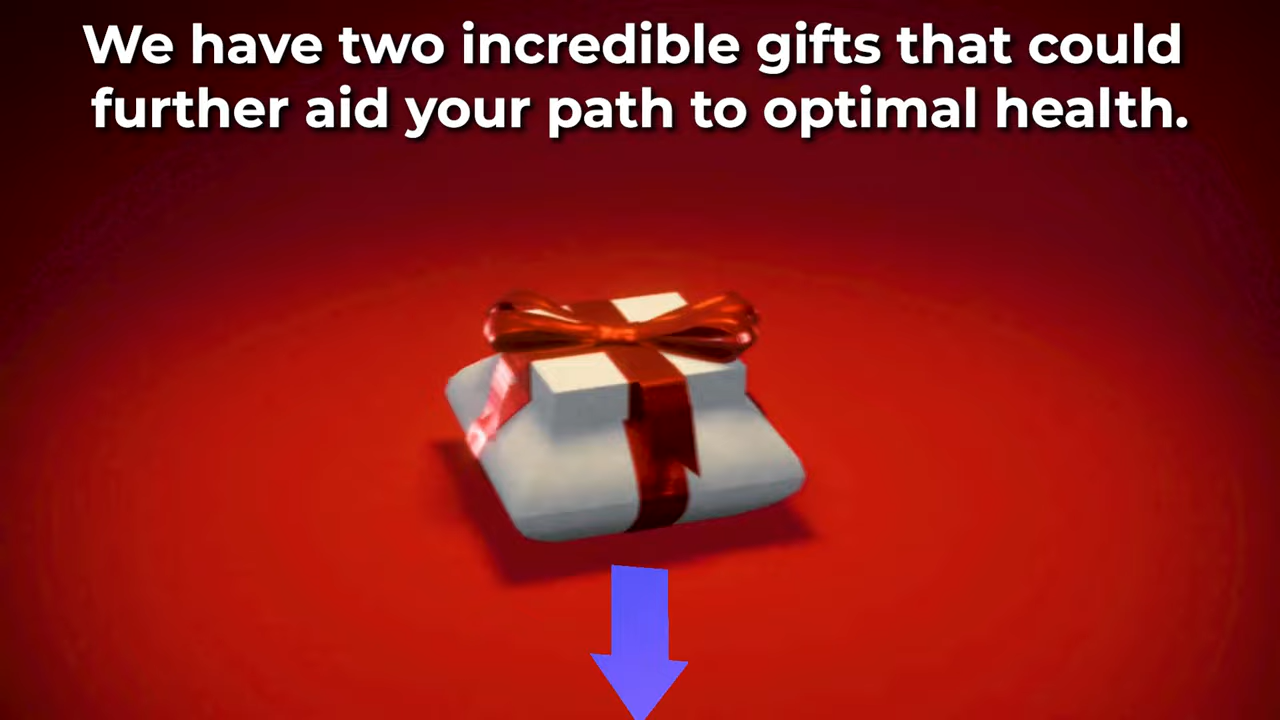 We have two incredible gifts that could
further aid your path to optimal health.